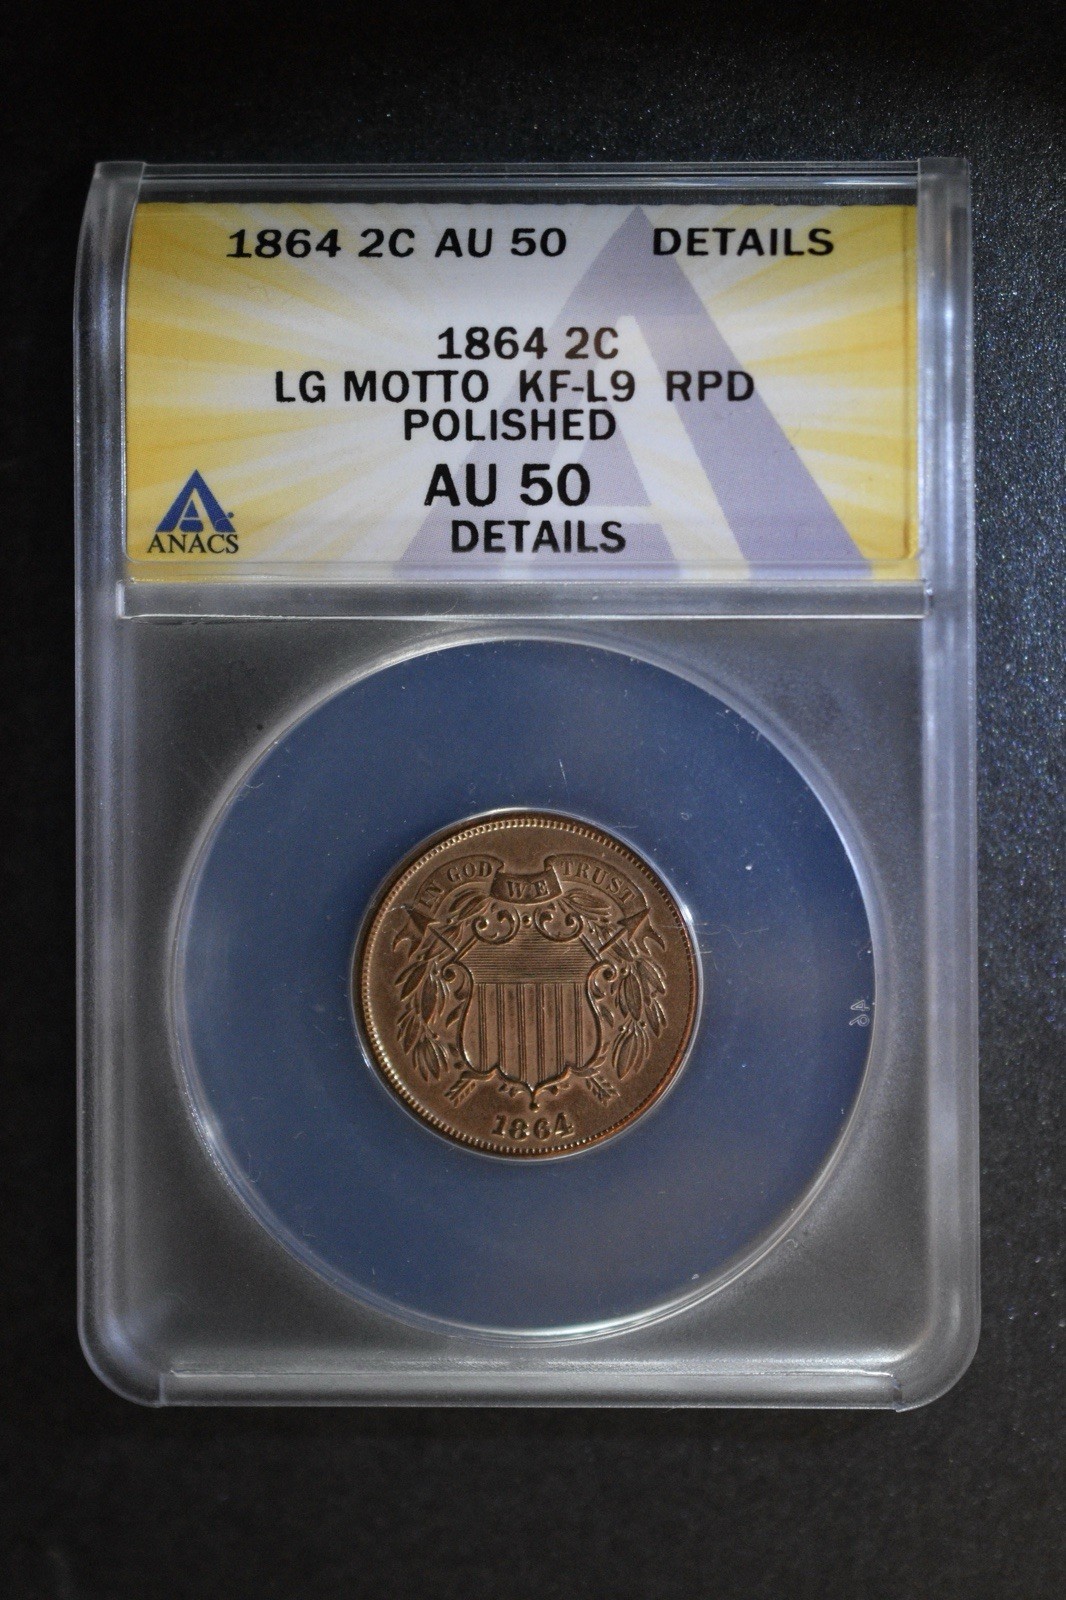 1864 2C AU 50 DETAILS
1864 2C
LG MOTTO KF-L9 RPD
POLISHED
AU 50
DETAILS
ANACS
IN GOD WE TRUST
1864